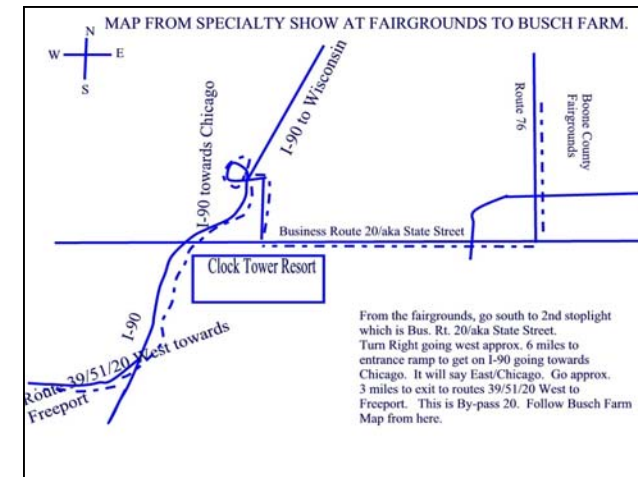 MAP FROM SPECIALTY SHOW AT FAIRGROUNDS TO BUSCH FARM.
N
W
E
S
I-90 towards Chicago
I-90 to Wisconsin
Route 76
Boone County
Fairgrounds
Business Route 20/aka State Street
Clock Tower Resort
I-90
Route 39/51/20 West towards
Freeport
From the fairgrounds, go south to 2nd stoplight
which is Bus. Rt. 20/aka State Street.
Turn Right going west approx. 6 miles to
entrance ramp to get on I-90 going towards
Chicago. It will say East/Chicago. Go approx.
3 miles to exit to routes 39/51/20 West to
Freeport. This is By-pass 20. Follow Busch Farm
Map from here.